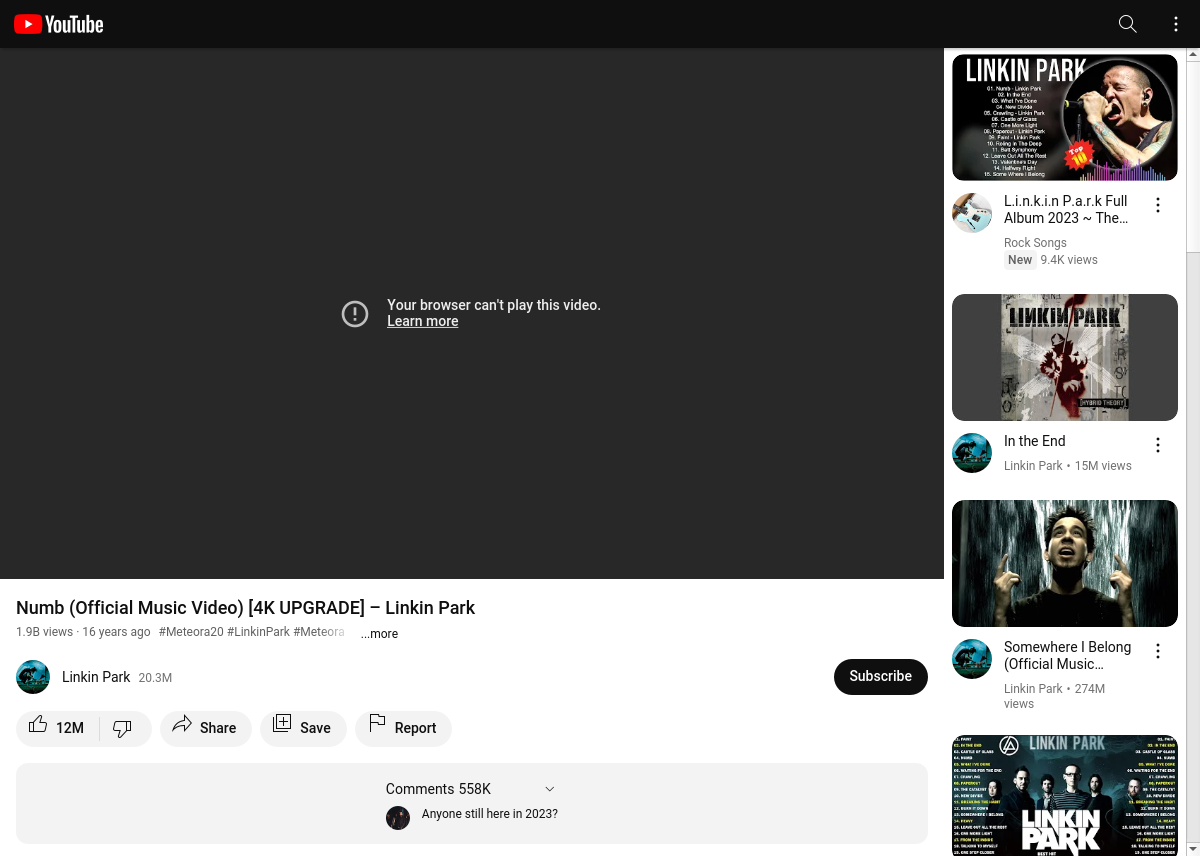 YouTube
Your browser can't play this video.
Learn more
Numb (Official Music Video) [4K UPGRADE] – Linkin Park
1.9B views · 16 years ago #Meteora20 #LinkinPark #Meteora ...more
Linkin Park 20.3M
Subscribe
12M
Share
Save
Report
Comments 558K
Anyone still here in 2023?
LINKIN PARK
01. Numb - Linkin Park
02. In the End
03. What I've Done
04. New Divide
05. Crawling - Linkin Park
06. Castle of Glass
07. One More Light
08. Papercut - Linkin Park
09. Faint - Linkin Park
10. Rolling In The Deep
12. Leave Out All The Rest
13. Valentine's Day
14. Halfway Right
15. Some Where I Belong
Top
10
L.i.n.k.i.n P.a.r.k Full
Album 2023 ~ The...
Rock Songs
New 9.4K views
LINKIN PARK
[HYBRID THEORY]
In the End
Linkin Park • 15M views
Somewhere I Belong
(Official Music...
Linkin Park • 274M
views
LINKIN PARK
LINKIN
PARK
BEST HIT